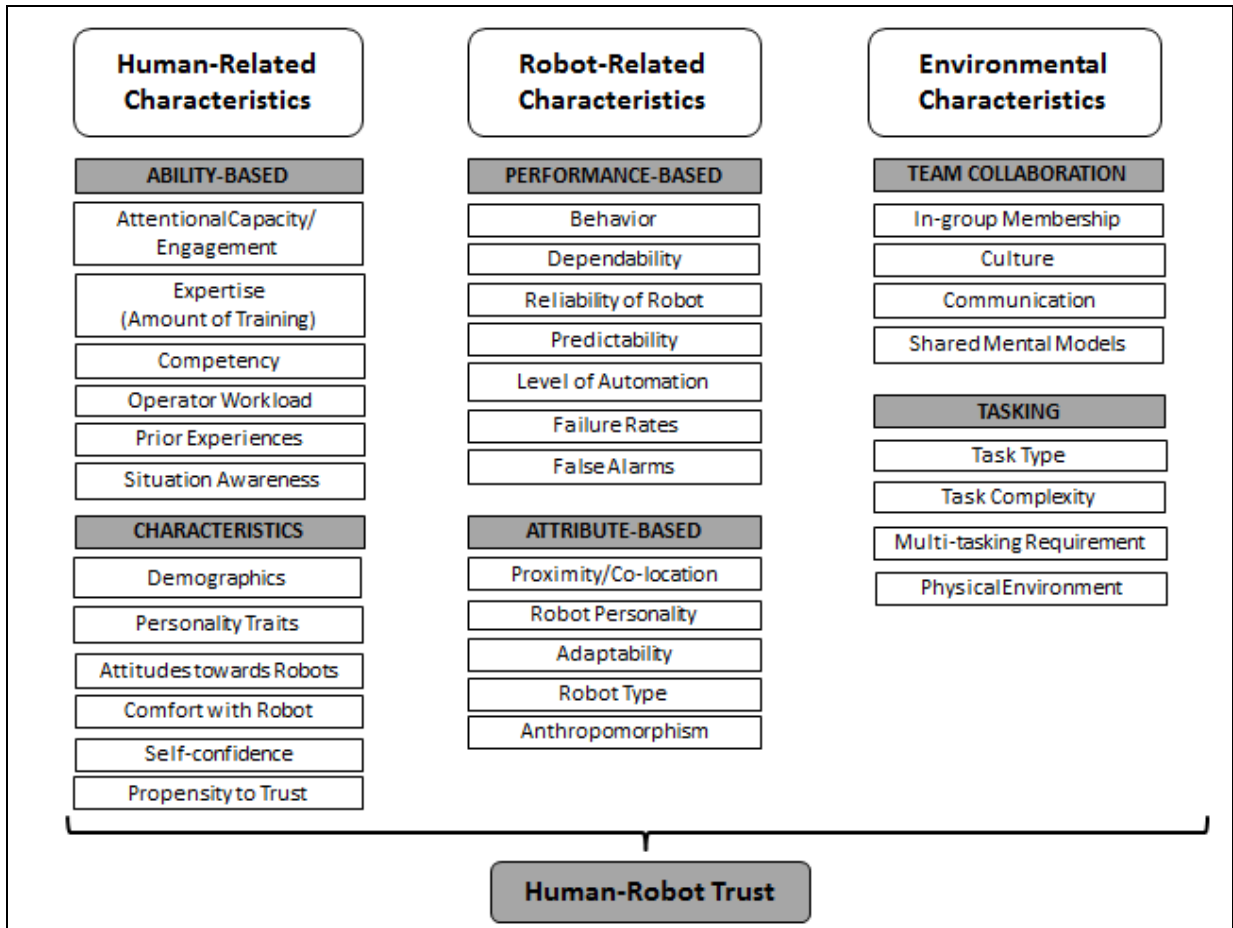 Human-Related
Characteristics
ABILITY-BASED
Attentional Capacity/
Engagement
Expertise
(Amount of Training)
Competency
Operator Workload
Prior Experiences
Situation Awareness
CHARACTERISTICS
Demographics
Personality Traits
Attitudes towards Robots
Comfort with Robot
Self-confidence
Propensity to Trust
Robot-Related
Characteristics
PERFORMANCE-BASED
Behavior
Dependability
Reliability of Robot
Predictability
Level of Automation
Failure Rates
False Alarms
ATTRIBUTE-BASED
Proximity/Co-location
Robot Personality
Adaptability
Robot Type
Anthropomorphism
Environmental
Characteristics
TEAM COLLABORATION
In-group Membership
Culture
Communication
Shared Mental Models
TASKING
Task Type
Task Complexity
Multi-tasking Requirement
Physical Environment
Human-Robot Trust